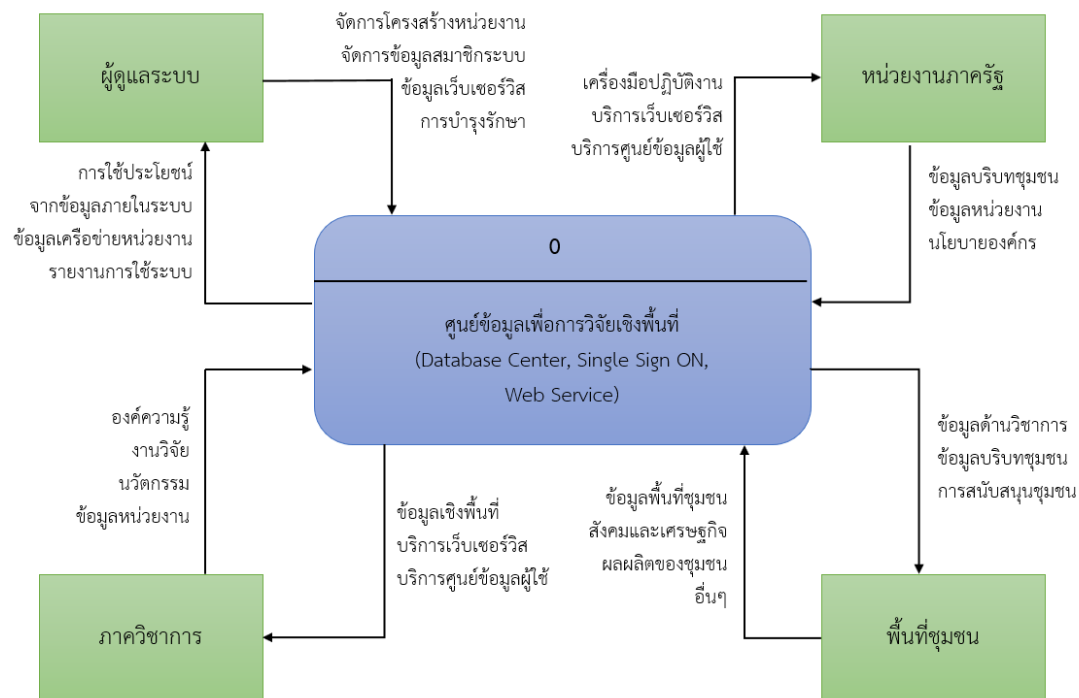 ผู้ดูแลระบบ
จัดการโครงสร้างหน่วยงาน
จัดการข้อมูลสมาชิกระบบ
ข้อมูลเว็บเซอร์วิส
การบำรุงรักษา
เครื่องมือปฏิบัติงาน
บริการเว็บเซอร์วิส
บริการศูนย์ข้อมูลผู้ใช้
หน่วยงานภาครัฐ
การใช้ประโยชน์
จากข้อมูลภายในระบบ
ข้อมูลเครือข่ายหน่วยงาน
รายงานการใช้ระบบ
ข้อมูลบริบทชุมชน
ข้อมูลหน่วยงาน
นโยบายองค์กร
0
ศูนย์ข้อมูลเพื่อการวิจัยเชิงพื้นที่
(Database Center, Single Sign ON,
Web Service)
องค์ความรู้
งานวิจัย
นวัตกรรม
ข้อมูลหน่วยงาน
ข้อมูลเชิงพื้นที่
บริการเว็บเซอร์วิส
บริการศูนย์ข้อมูลผู้ใช้
ข้อมูลพื้นที่ชุมชน
สังคมและเศรษฐกิจ
ผลผลิตของชุมชน
อื่นๆ
ข้อมูลด้านวิชาการ
ข้อมูลบริบทชุมชน
การสนับสนุนชุมชน
ภาควิชาการ
พื้นที่ชุมชน